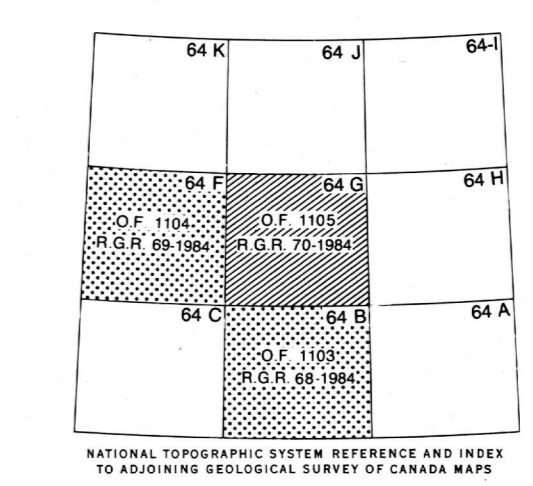 64 K
64 J
64-I
64 F
O.F. 1104
R.G.R. 69-1984
64 G
O.F. 1105
R.G.R. 70-1984
64 H
64 C
64 B
O.F. 1103
R.G.R. 68-1984
64 A
NATIONAL TOPOGRAPHIC SYSTEM REFERENCE AND INDEX
TO ADJOINING GEOLOGICAL SURVEY OF CANADA MAPS